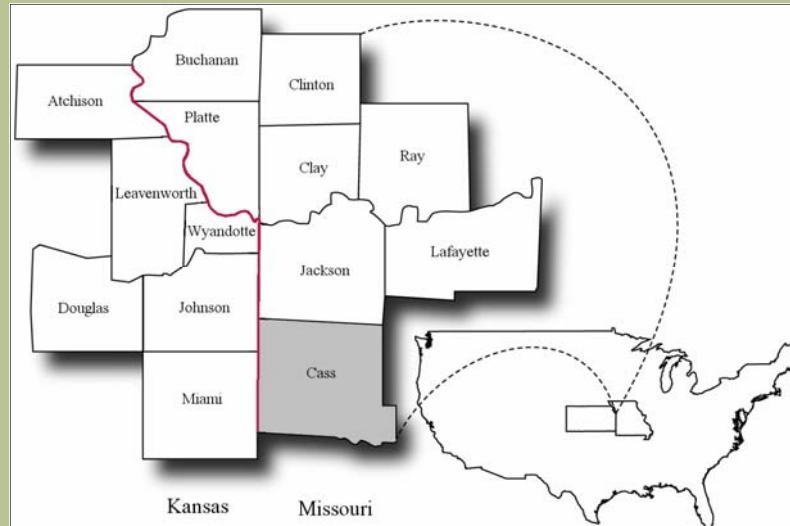 Buchanan
Clinton
Atchison
Platte
Clay
Ray
Leavenworth
Wyandotte
Lafayette
Jackson
Douglas
Johnson
Cass
Miami
Kansas
Missouri